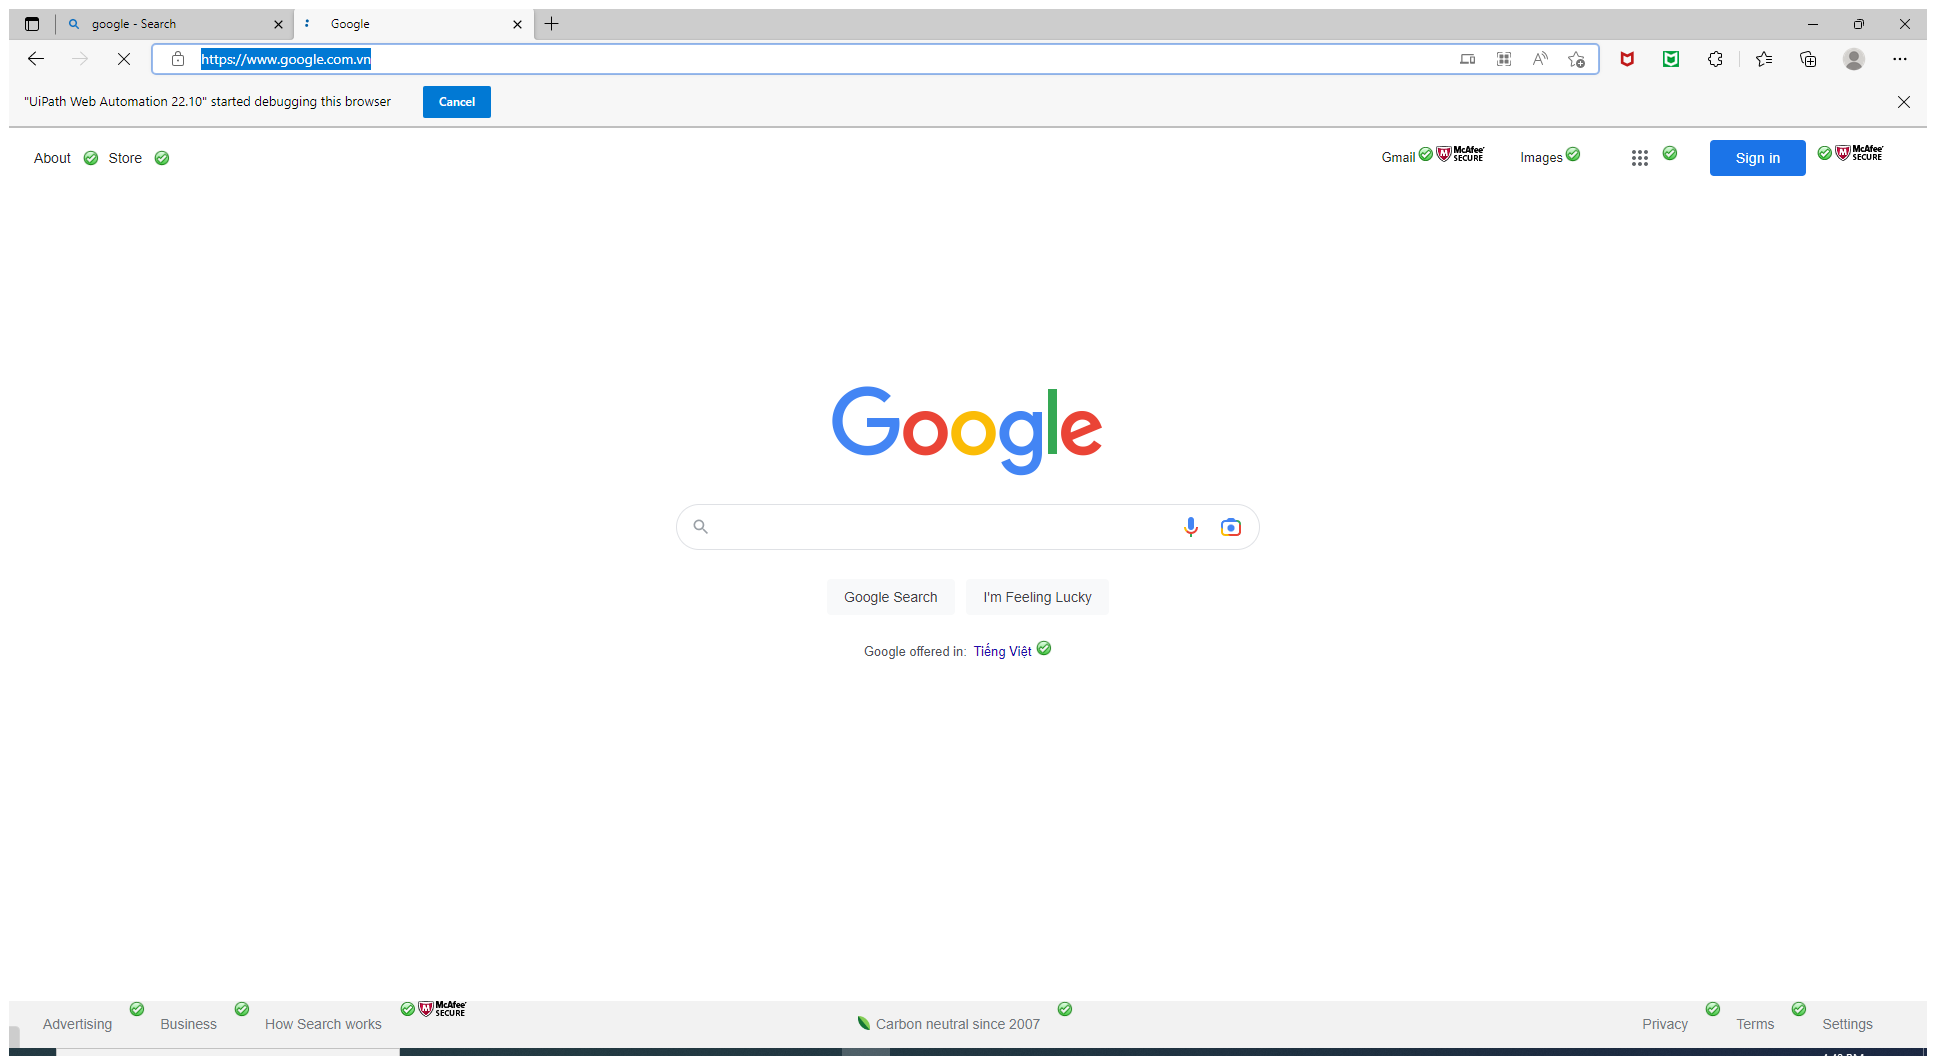 google - Search
Google
https://www.google.com.vn
"UiPath Web Automation 22.10" started debugging this browser Cancel
About Store Gmail McAfee SECURE Images Sign in McAfee SECURE
Google
Google Search I'm Feeling Lucky
Google offered in: Tiếng Việt
McAfee SECURE
Advertising Business How Search works Carbon neutral since 2007 Privacy Terms Settings